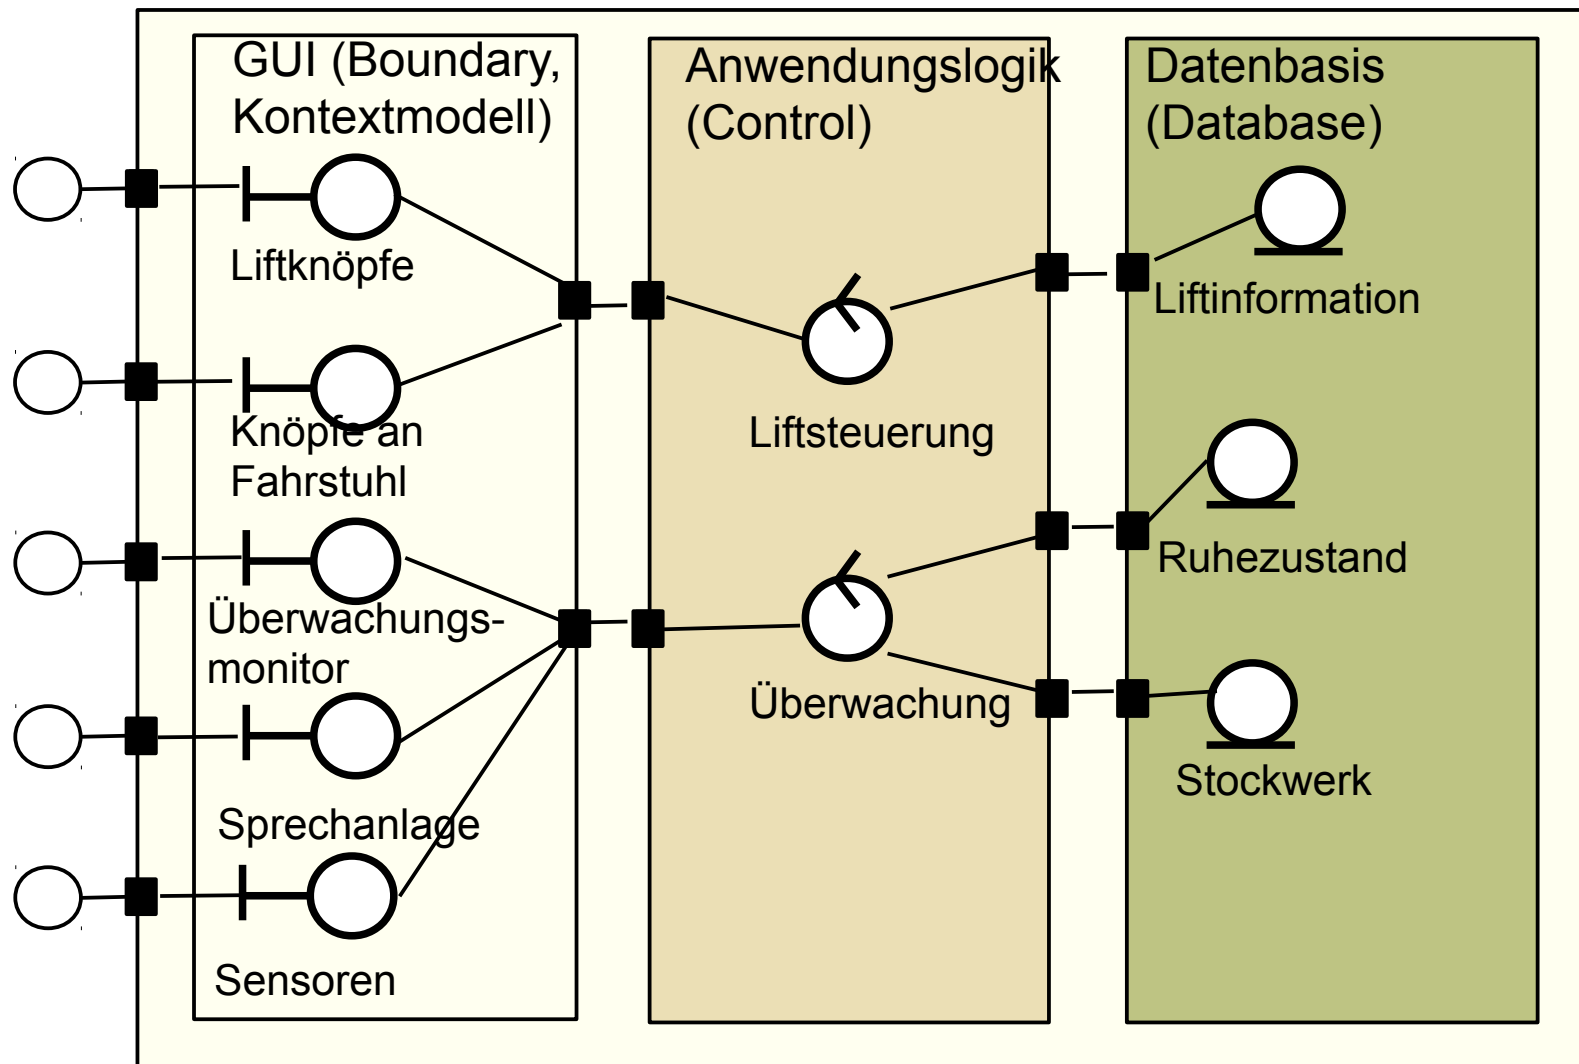 GUI (Boundary,
Kontextmodell)
Liftknöpfe
Knöpfe an
Fahrstuhl
Überwachungs-
monitor
Sprechanlage
Sensoren
Anwendungslogik
(Control)
Liftsteuerung
Überwachung
Datenbasis
(Database)
Liftinformation
Ruhezustand
Stockwerk